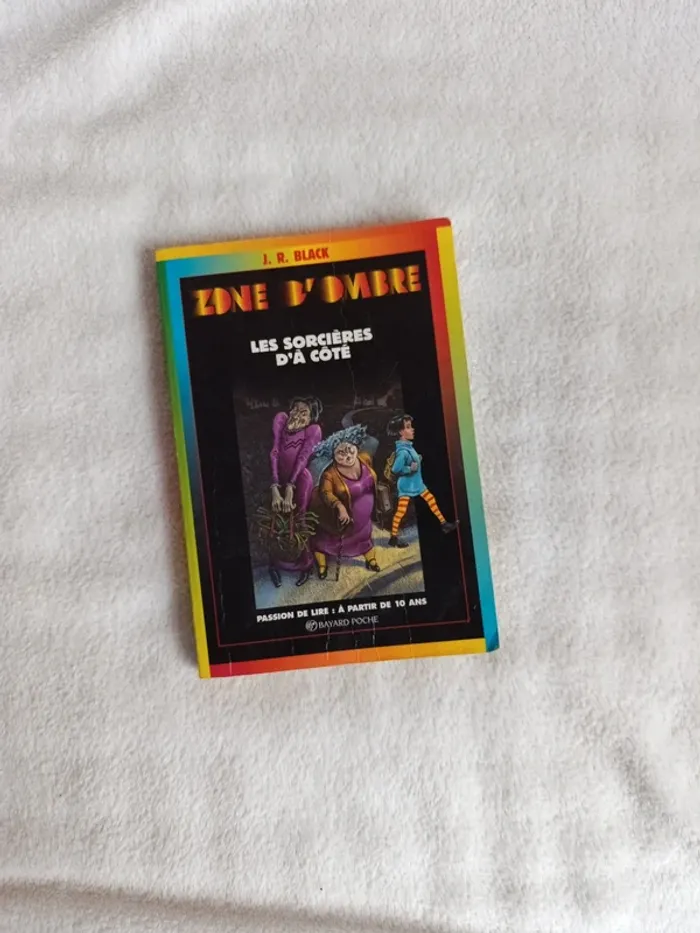 J. R. BLACK
ZONE D'OMBRE
LES SORCIÈRES
D'À CÔTÉ
PASSION DE LIRE : À PARTIR DE 10 ANS
BAYARD POCHE